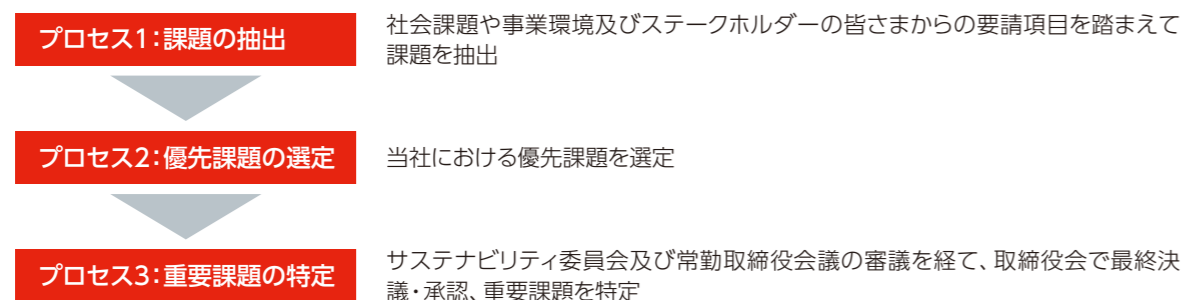 プロセス1：課題の抽出
社会課題や事業環境及びステークホルダーの皆さまからの要請項目を踏まえて
課題を抽出
プロセス2：優先課題の選定
当社における優先課題を選定
プロセス3：重要課題の特定
サステナビリティ委員会及び常勤取締役会議の審議を経て、取締役会で最終決
議・承認、重要課題を特定